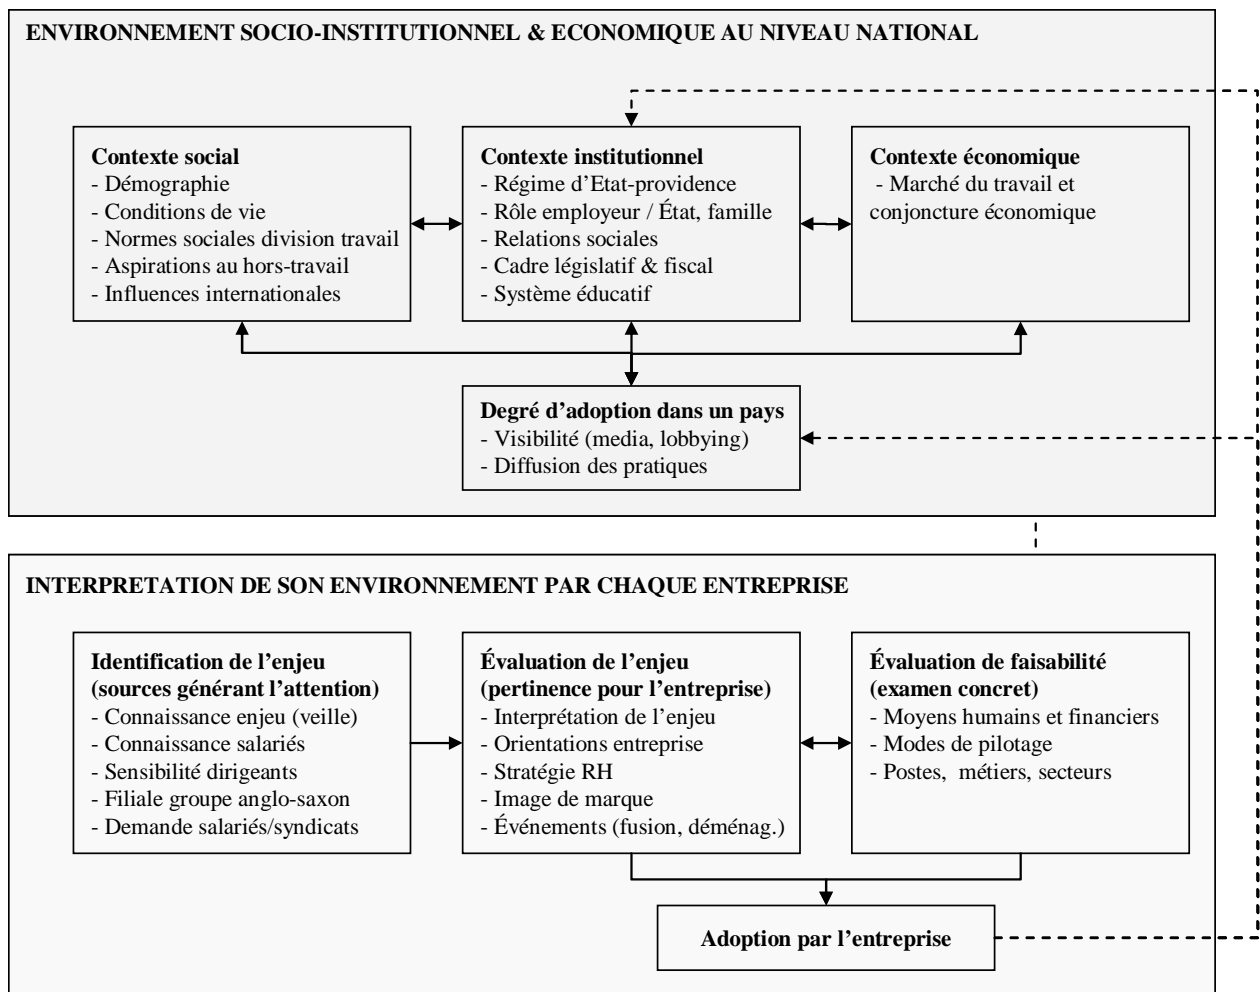 ENVIRONNEMENT SOCIO-INSTITUTIONNEL & ECONOMIQUE AU NIVEAU NATIONAL
Contexte social
- Démographie
- Conditions de vie
- Normes sociales division travail
- Aspirations au hors-travail
- Influences internationales
Contexte institutionnel
- Régime d’Etat-providence
- Rôle employeur / État, famille
- Relations sociales
- Cadre législatif & fiscal
- Système éducatif
Contexte économique
- Marché du travail et
conjoncture économique
Degré d’adoption dans un pays
- Visibilité (media, lobbying)
- Diffusion des pratiques
INTERPRETATION DE SON ENVIRONNEMENT PAR CHAQUE ENTREPRISE
Identification de l’enjeu
(sources générant l’attention)
- Connaissance enjeu (veille)
- Connaissance salariés
- Sensibilité dirigeants
- Filiale groupe anglo-saxon
- Demande salariés/syndicats
Évaluation de l’enjeu
(pertinence pour l’entreprise)
- Interprétation de l’enjeu
- Orientations entreprise
- Stratégie RH
- Image de marque
- Événements (fusion, déménag.)
Évaluation de faisabilité
(examen concret)
- Moyens humains et financiers
- Modes de pilotage
- Postes, métiers, secteurs
Adoption par l’entreprise